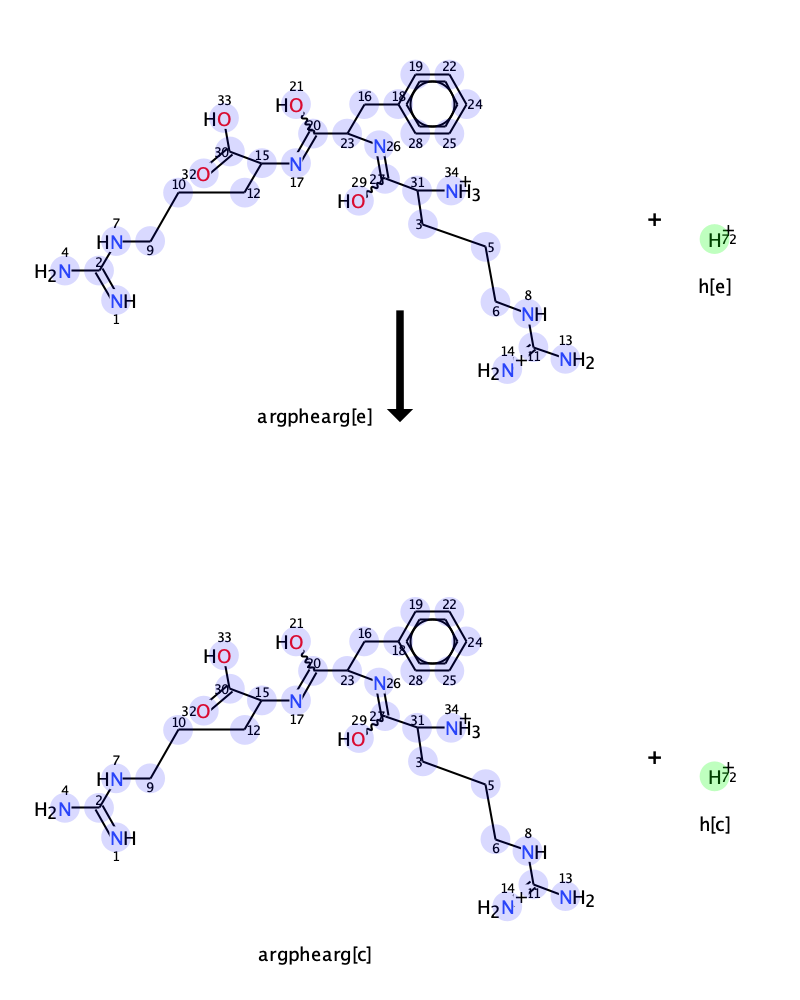 19 22
21 16 18 24
HO
33 20 28 25
HO 23 N 26
30 15 N 27 34
32 O 17 29 31 NH3 +
10 12 HO
7 3 + H + 72
4 HN 9 5
H2N 2 h[e]
NH 6 8
1 NH
14 + 11 13
H2N NH2
argphearg[e]
19 22
21 16 18 24
HO
33 20 28 25
HO 23 N 26
30 15 N 27 34
32 O 17 29 31 NH3 +
10 12 HO
7 3 + H + 72
4 HN 9 5
H2N 2 h[c]
NH 6 8
1 NH
14 + 11 13
H2N NH2
argphearg[c]